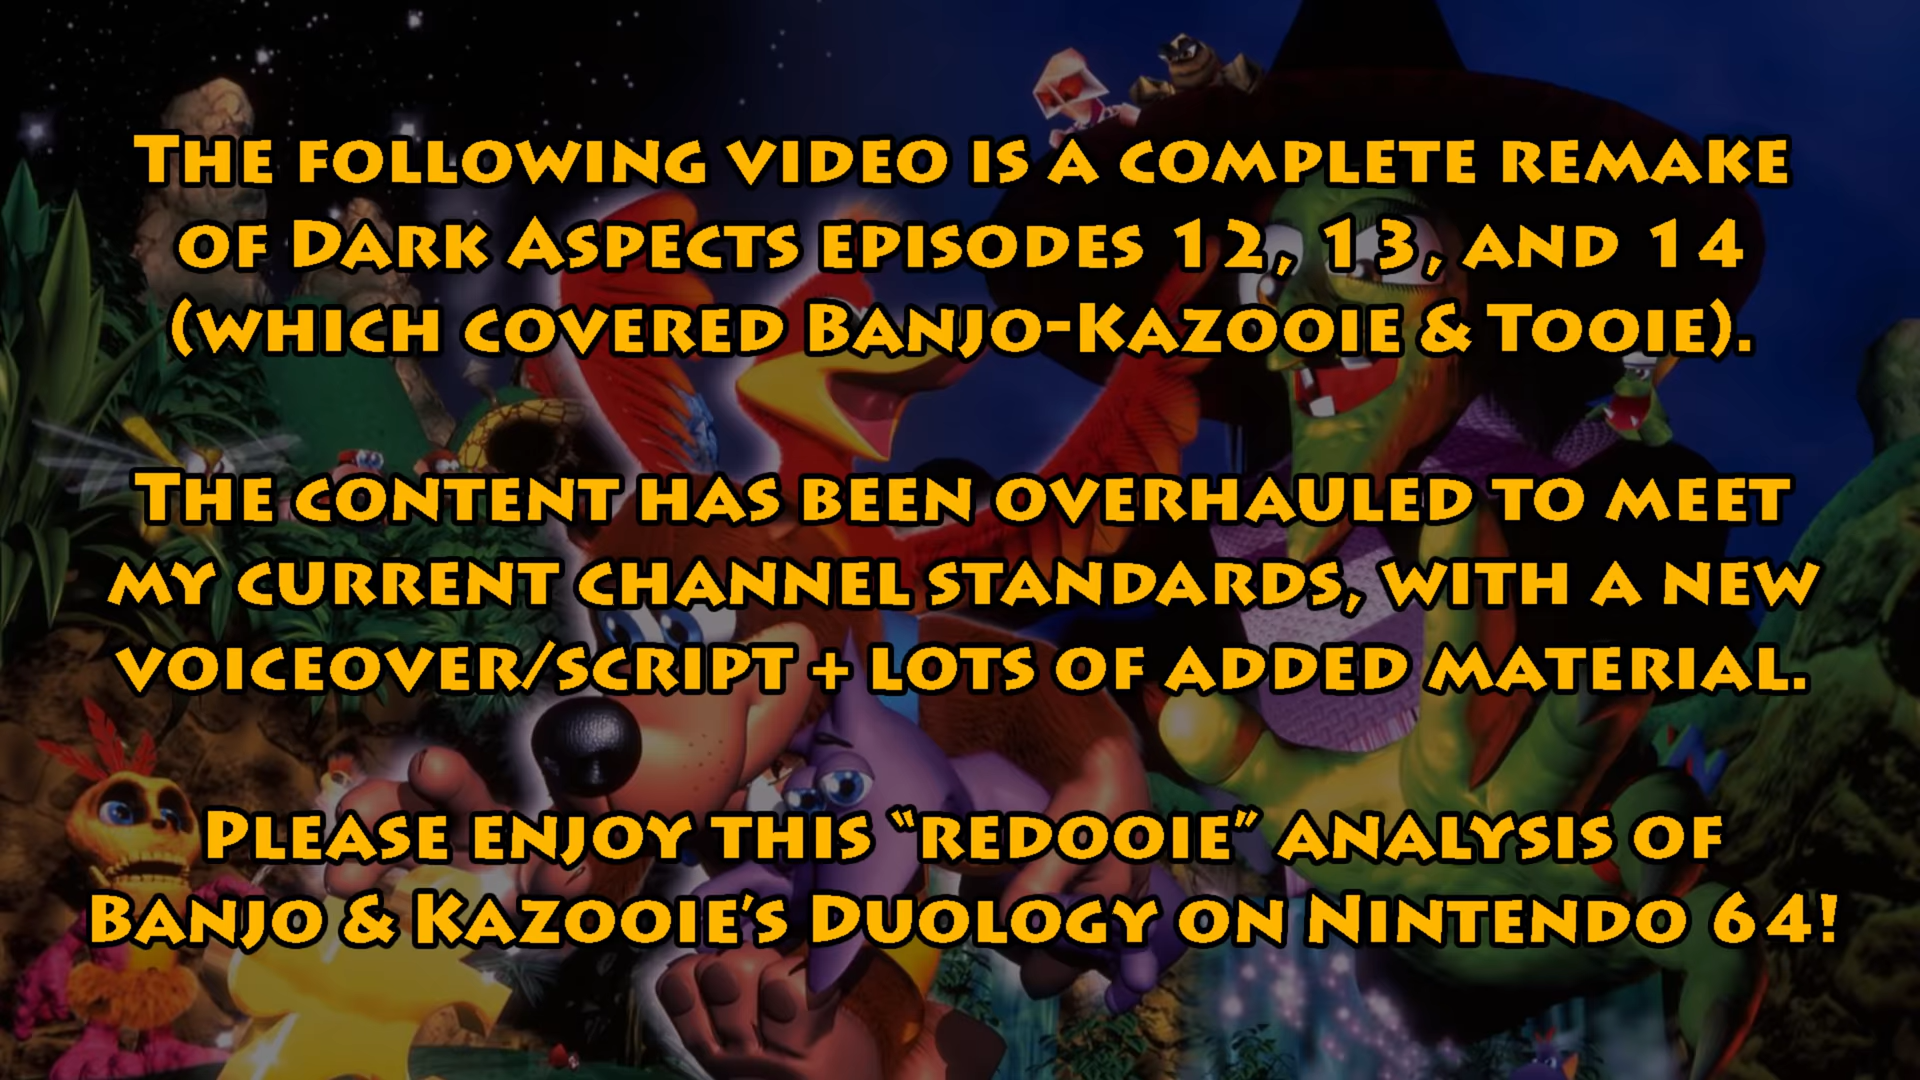 The following video is a complete remake
of Dark Aspects episodes 12, 13, and 14
(which covered Banjo-Kazooie & Tooie).
The content has been overhauled to meet
my current channel standards, with a new
voiceover/script + lots of added material.
Please enjoy this “redooie” analysis of
Banjo & Kazooie’s Duology on Nintendo 64!